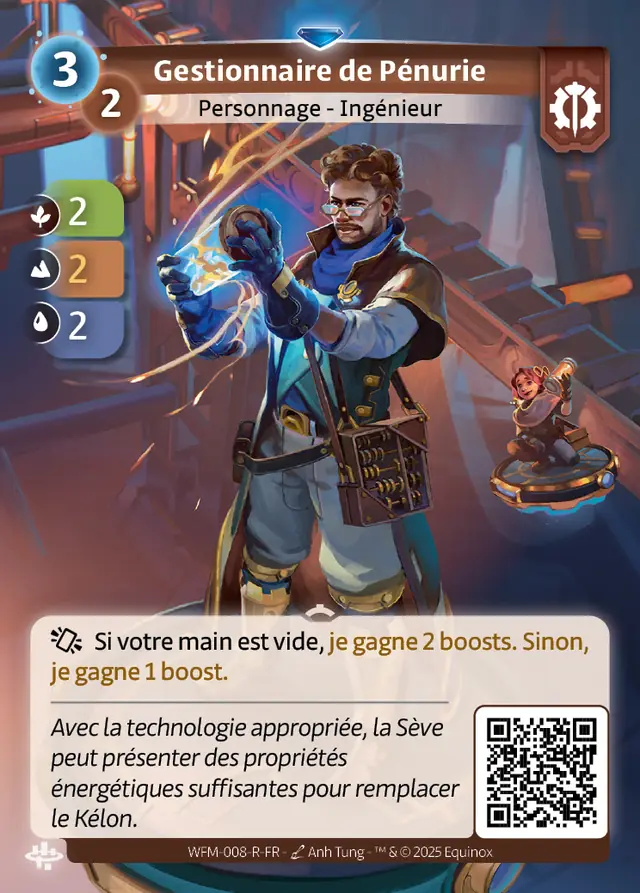 3
Gestionnaire de Pénurie
2
Personnage - Ingénieur
2
2
2
Si votre main est vide, je gagne 2 boosts. Sinon,
je gagne 1 boost.
Avec la technologie appropriée, la Sève
peut présenter des propriétés
énergétiques suffisantes pour remplacer
le Kélon.
WFM-008-R-FR - Anh Tung - ™ & © 2025 Equinox